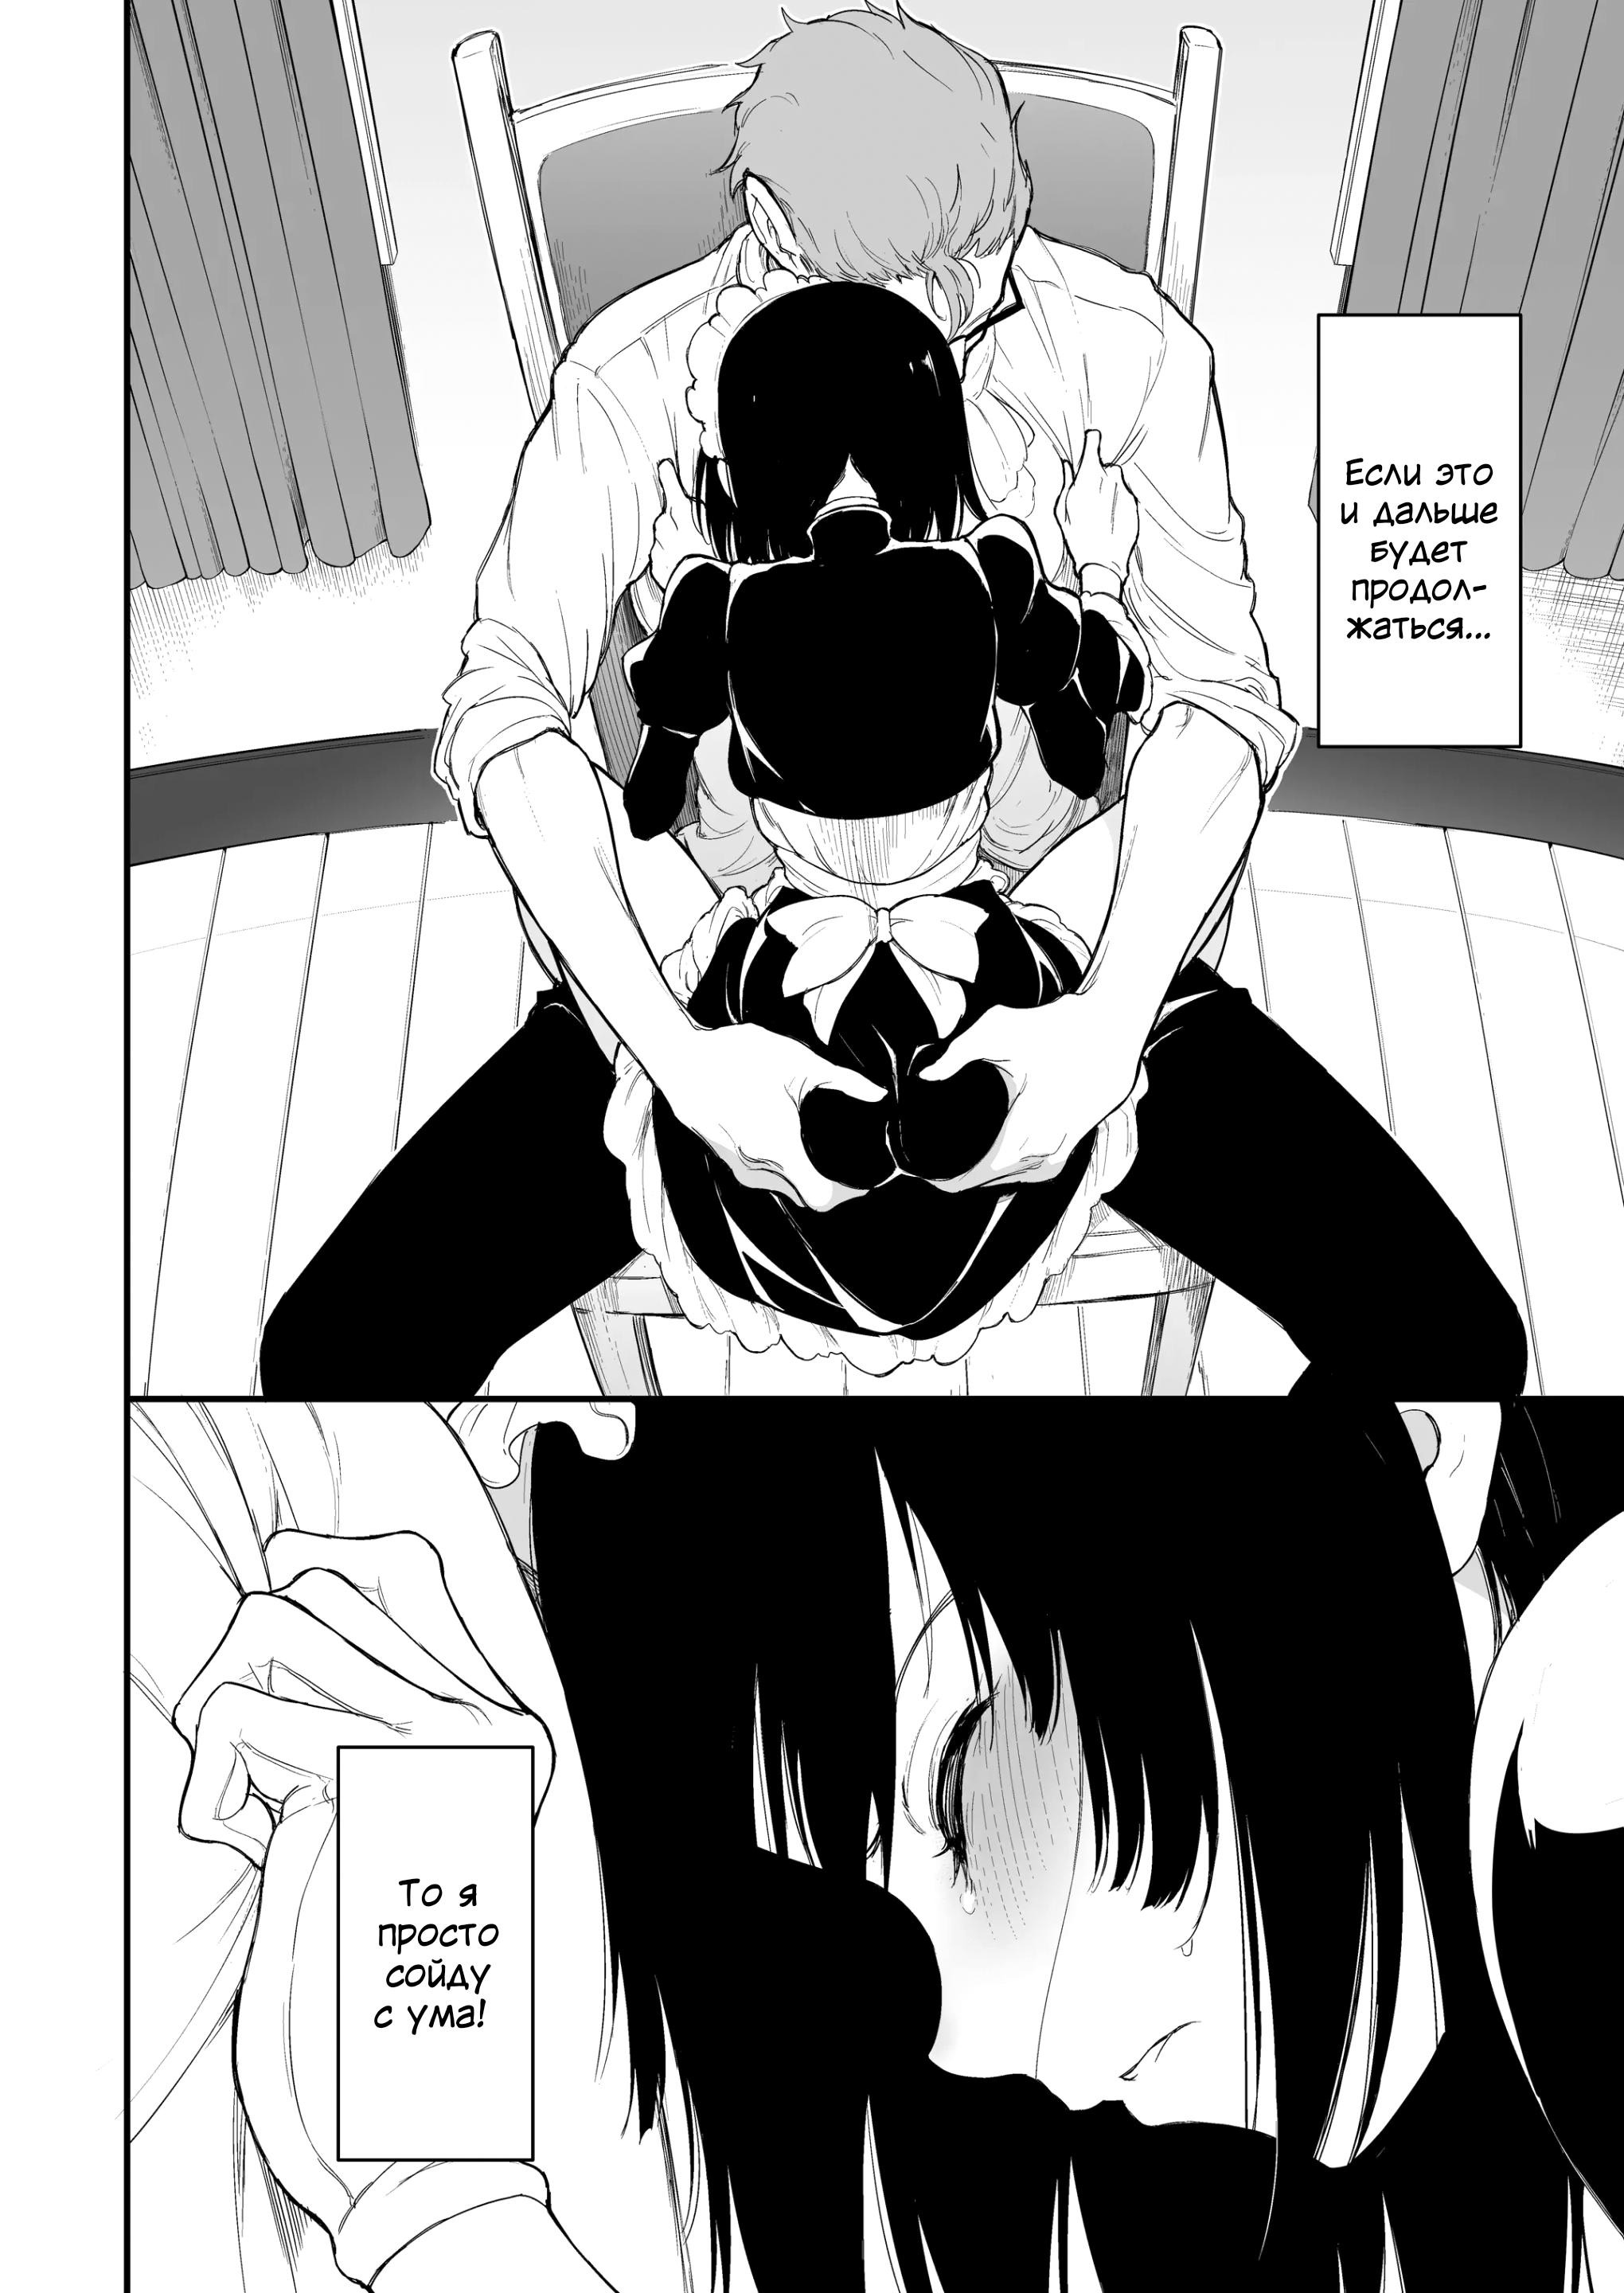 Если это
и дальше
будет
продол-
жаться...
То я
просто
сойду
с ума!